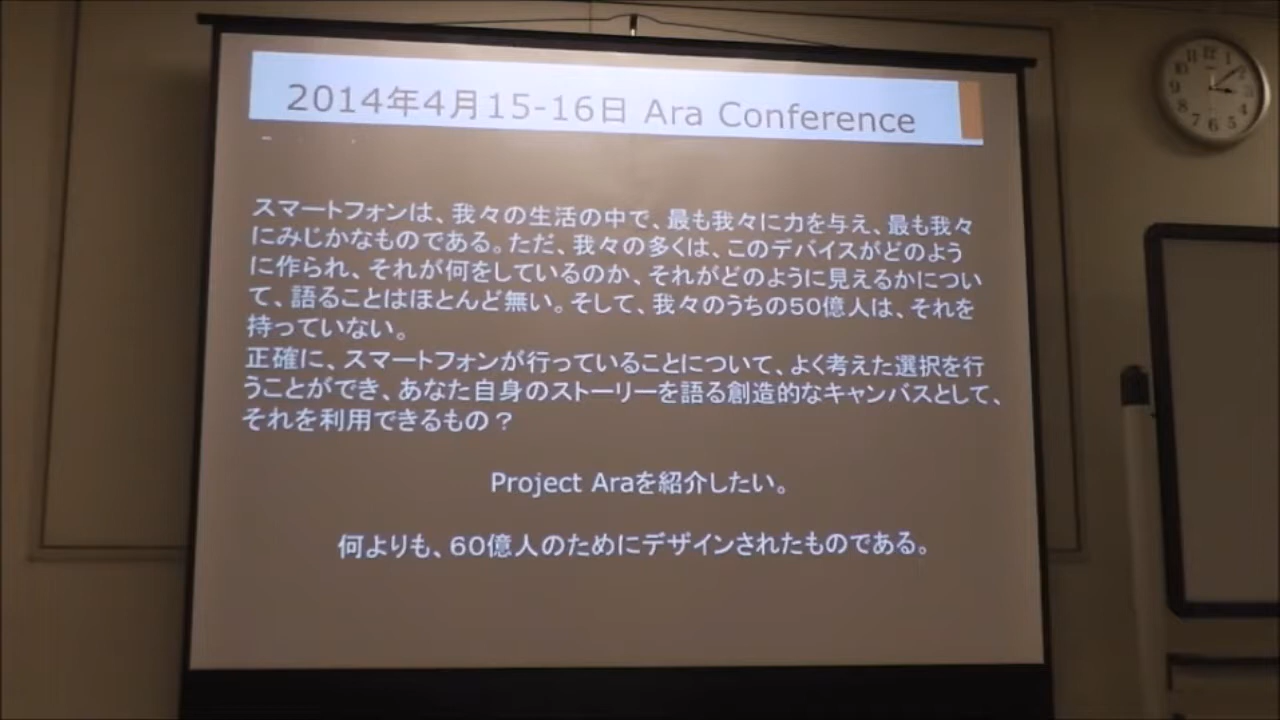 2014年4月15-16日 Ara Conference
スマートフォンは、我々の生活の中で、最も我々に力を与え、最も我々
にみじかなものである。ただ、我々の多くは、このデバイスがどのよう
に作られ、それが何をしているのか、それがどのように見えるかについ
て、語ることはほとんど無い。そして、我々のうちの50億人は、それを
持っていない。
正確に、スマートフォンが行っていることについて、よく考えた選択を行
うことができ、あなた自身のストーリーを語る創造的なキャンバスとして、
それを利用できるもの？
Project Araを紹介したい。
何よりも、60億人のためにデザインされたものである。
12
1
2
3
4
5
6
7
8
9
10
11